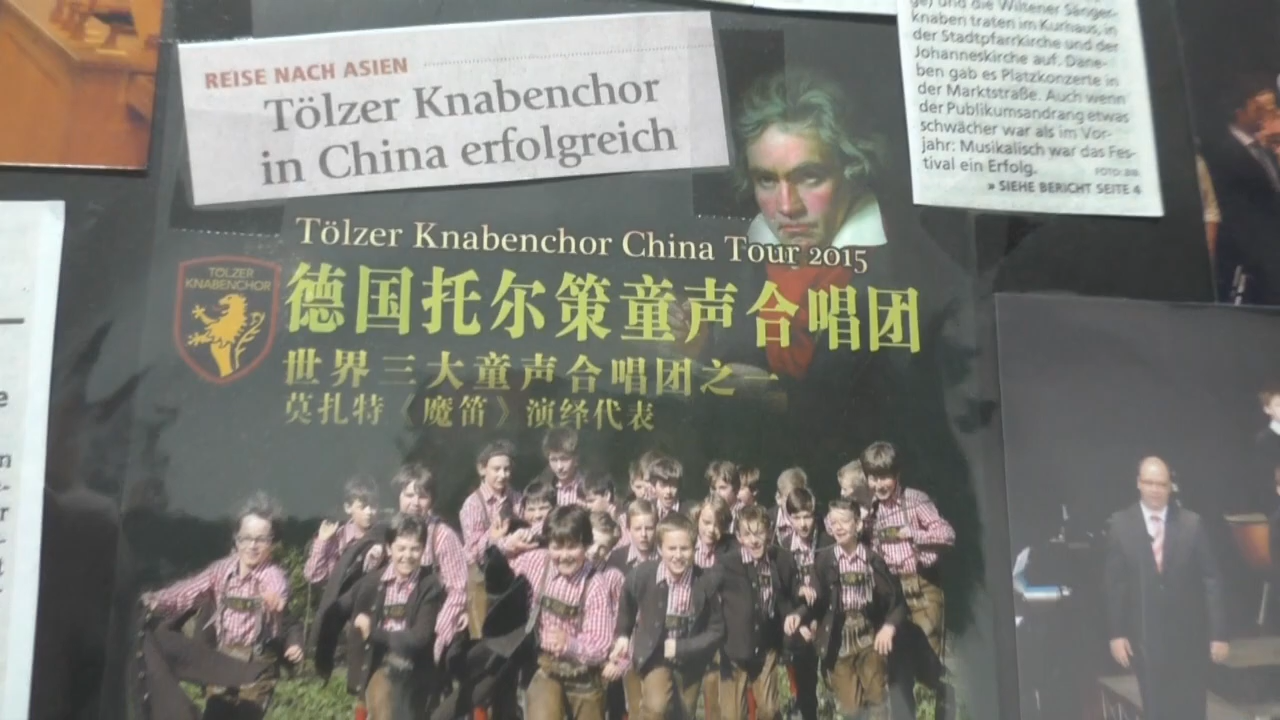 REISE NACH ASIEN
Tölzer Knabenchor
in China erfolgreich
Tölzer Knabenchor China Tour 2015
TÖLZER
KNABENCHOR
德国托尔策童声合唱团
世界三大童声合唱团之一
莫扎特《魔笛》演绎代表
ge) und die Wiltener Sänger-
knaben traten im Kurhaus, in
der Stadtpfarrkirche und der
Johanneskirche auf. Dane-
ben gab es Platzkonzerte in
der Marktstraße. Auch wenn
der Publikumsandrang etwas
schwächer war als im Vor-
jahr: Musikalisch war das Fes-
tival ein Erfolg.
» SIEHE BERICHT SEITE 4